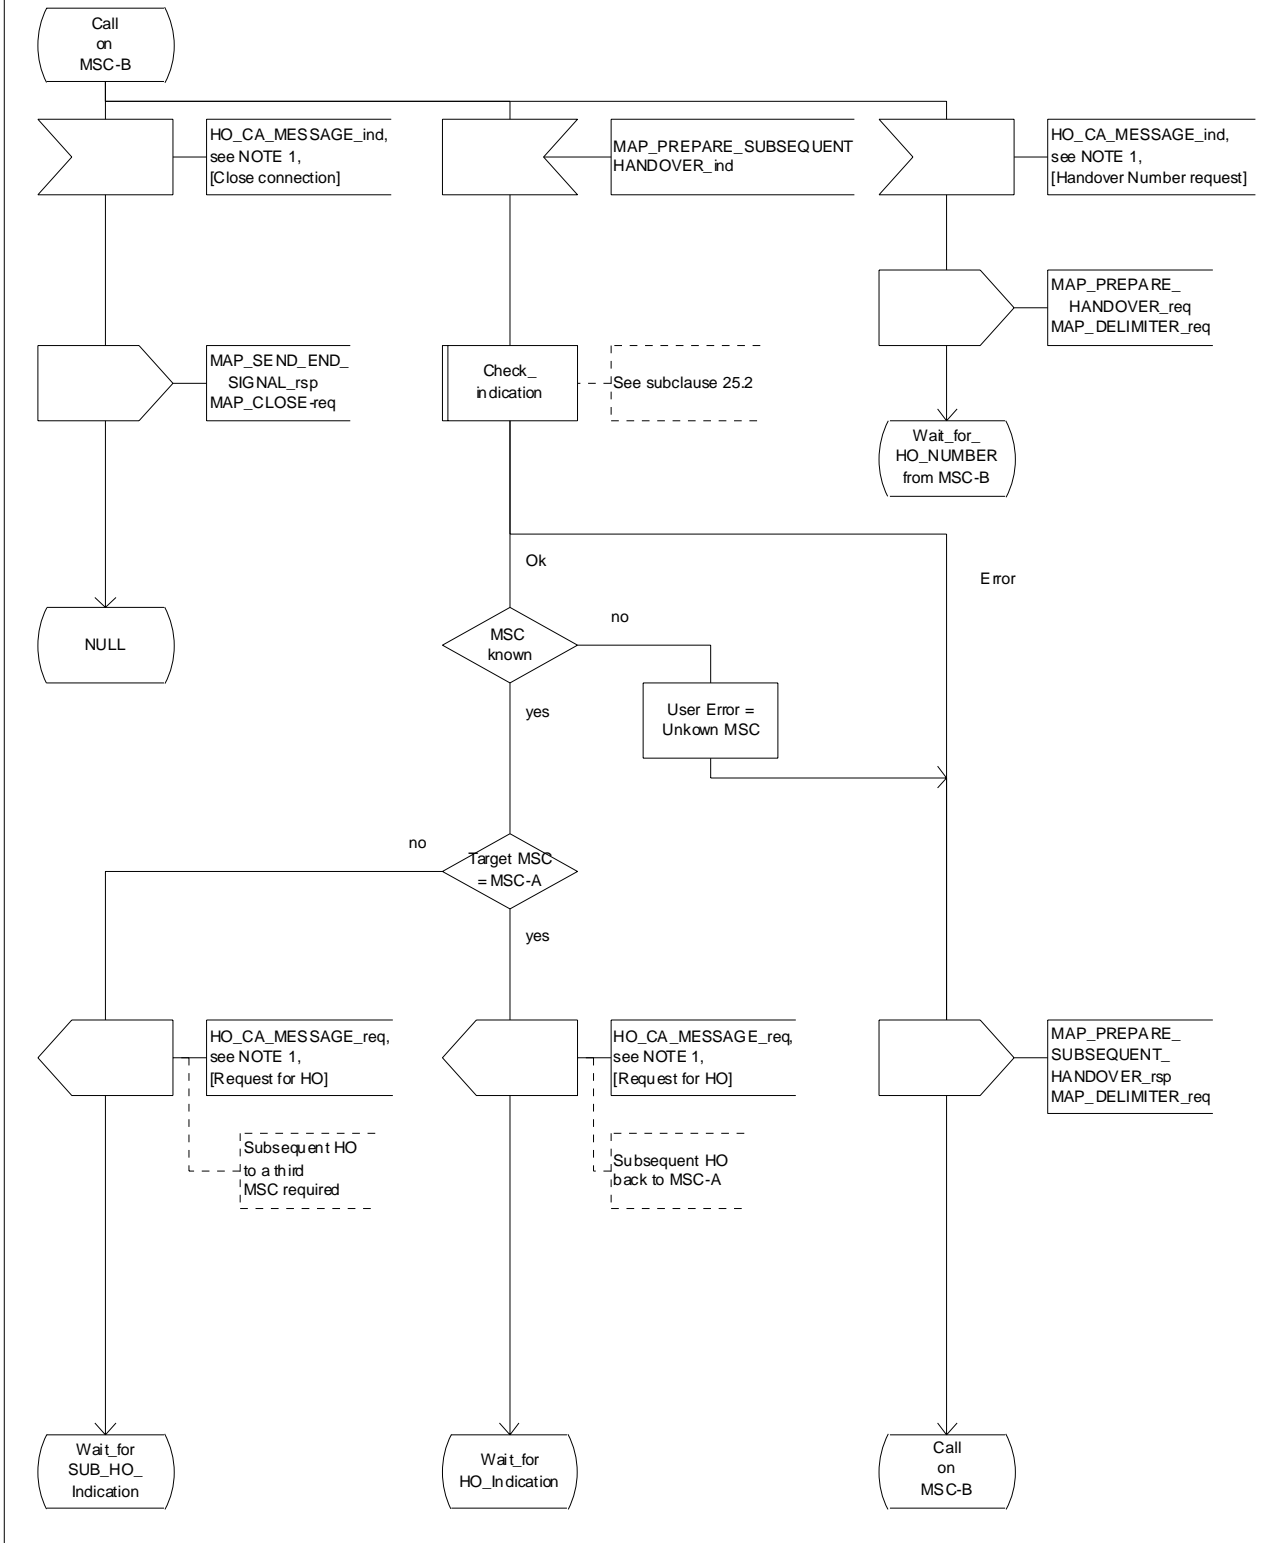 Call
on
MSC-B
HO_CA_MESSAGE_ind,
see NOTE 1,
[Close connection]
MAP_PREPARE_SUBSEQUENT
HANDOVER_ind
HO_CA_MESSAGE_ind,
see NOTE 1,
[Handover Number request]
MAP_PREPARE_
HANDOVER_req
MAP_DELIMITER_req
MAP_SEND_END_
SIGNAL_rsp
MAP_CLOSE-req
Check_
indication
See subclause 25.2
Wait_for_
HO_NUMBER
from MSC-B
Ok
Error
NULL
MSC
known
no
yes
User Error =
Unkown MSC
no
Target MSC
= MSC-A
yes
HO_CA_MESSAGE_req,
see NOTE 1,
[Request for HO]
HO_CA_MESSAGE_req,
see NOTE 1,
[Request for HO]
MAP_PREPARE_
SUBSEQUENT_
HANDOVER_rsp
MAP_DELIMITER_req
Subsequent HO
to a third
MSC required
Subsequent HO
back to MSC-A
Wait_for
SUB_HO_
Indication
Wait_for
HO_Indication
Call
on
MSC-B